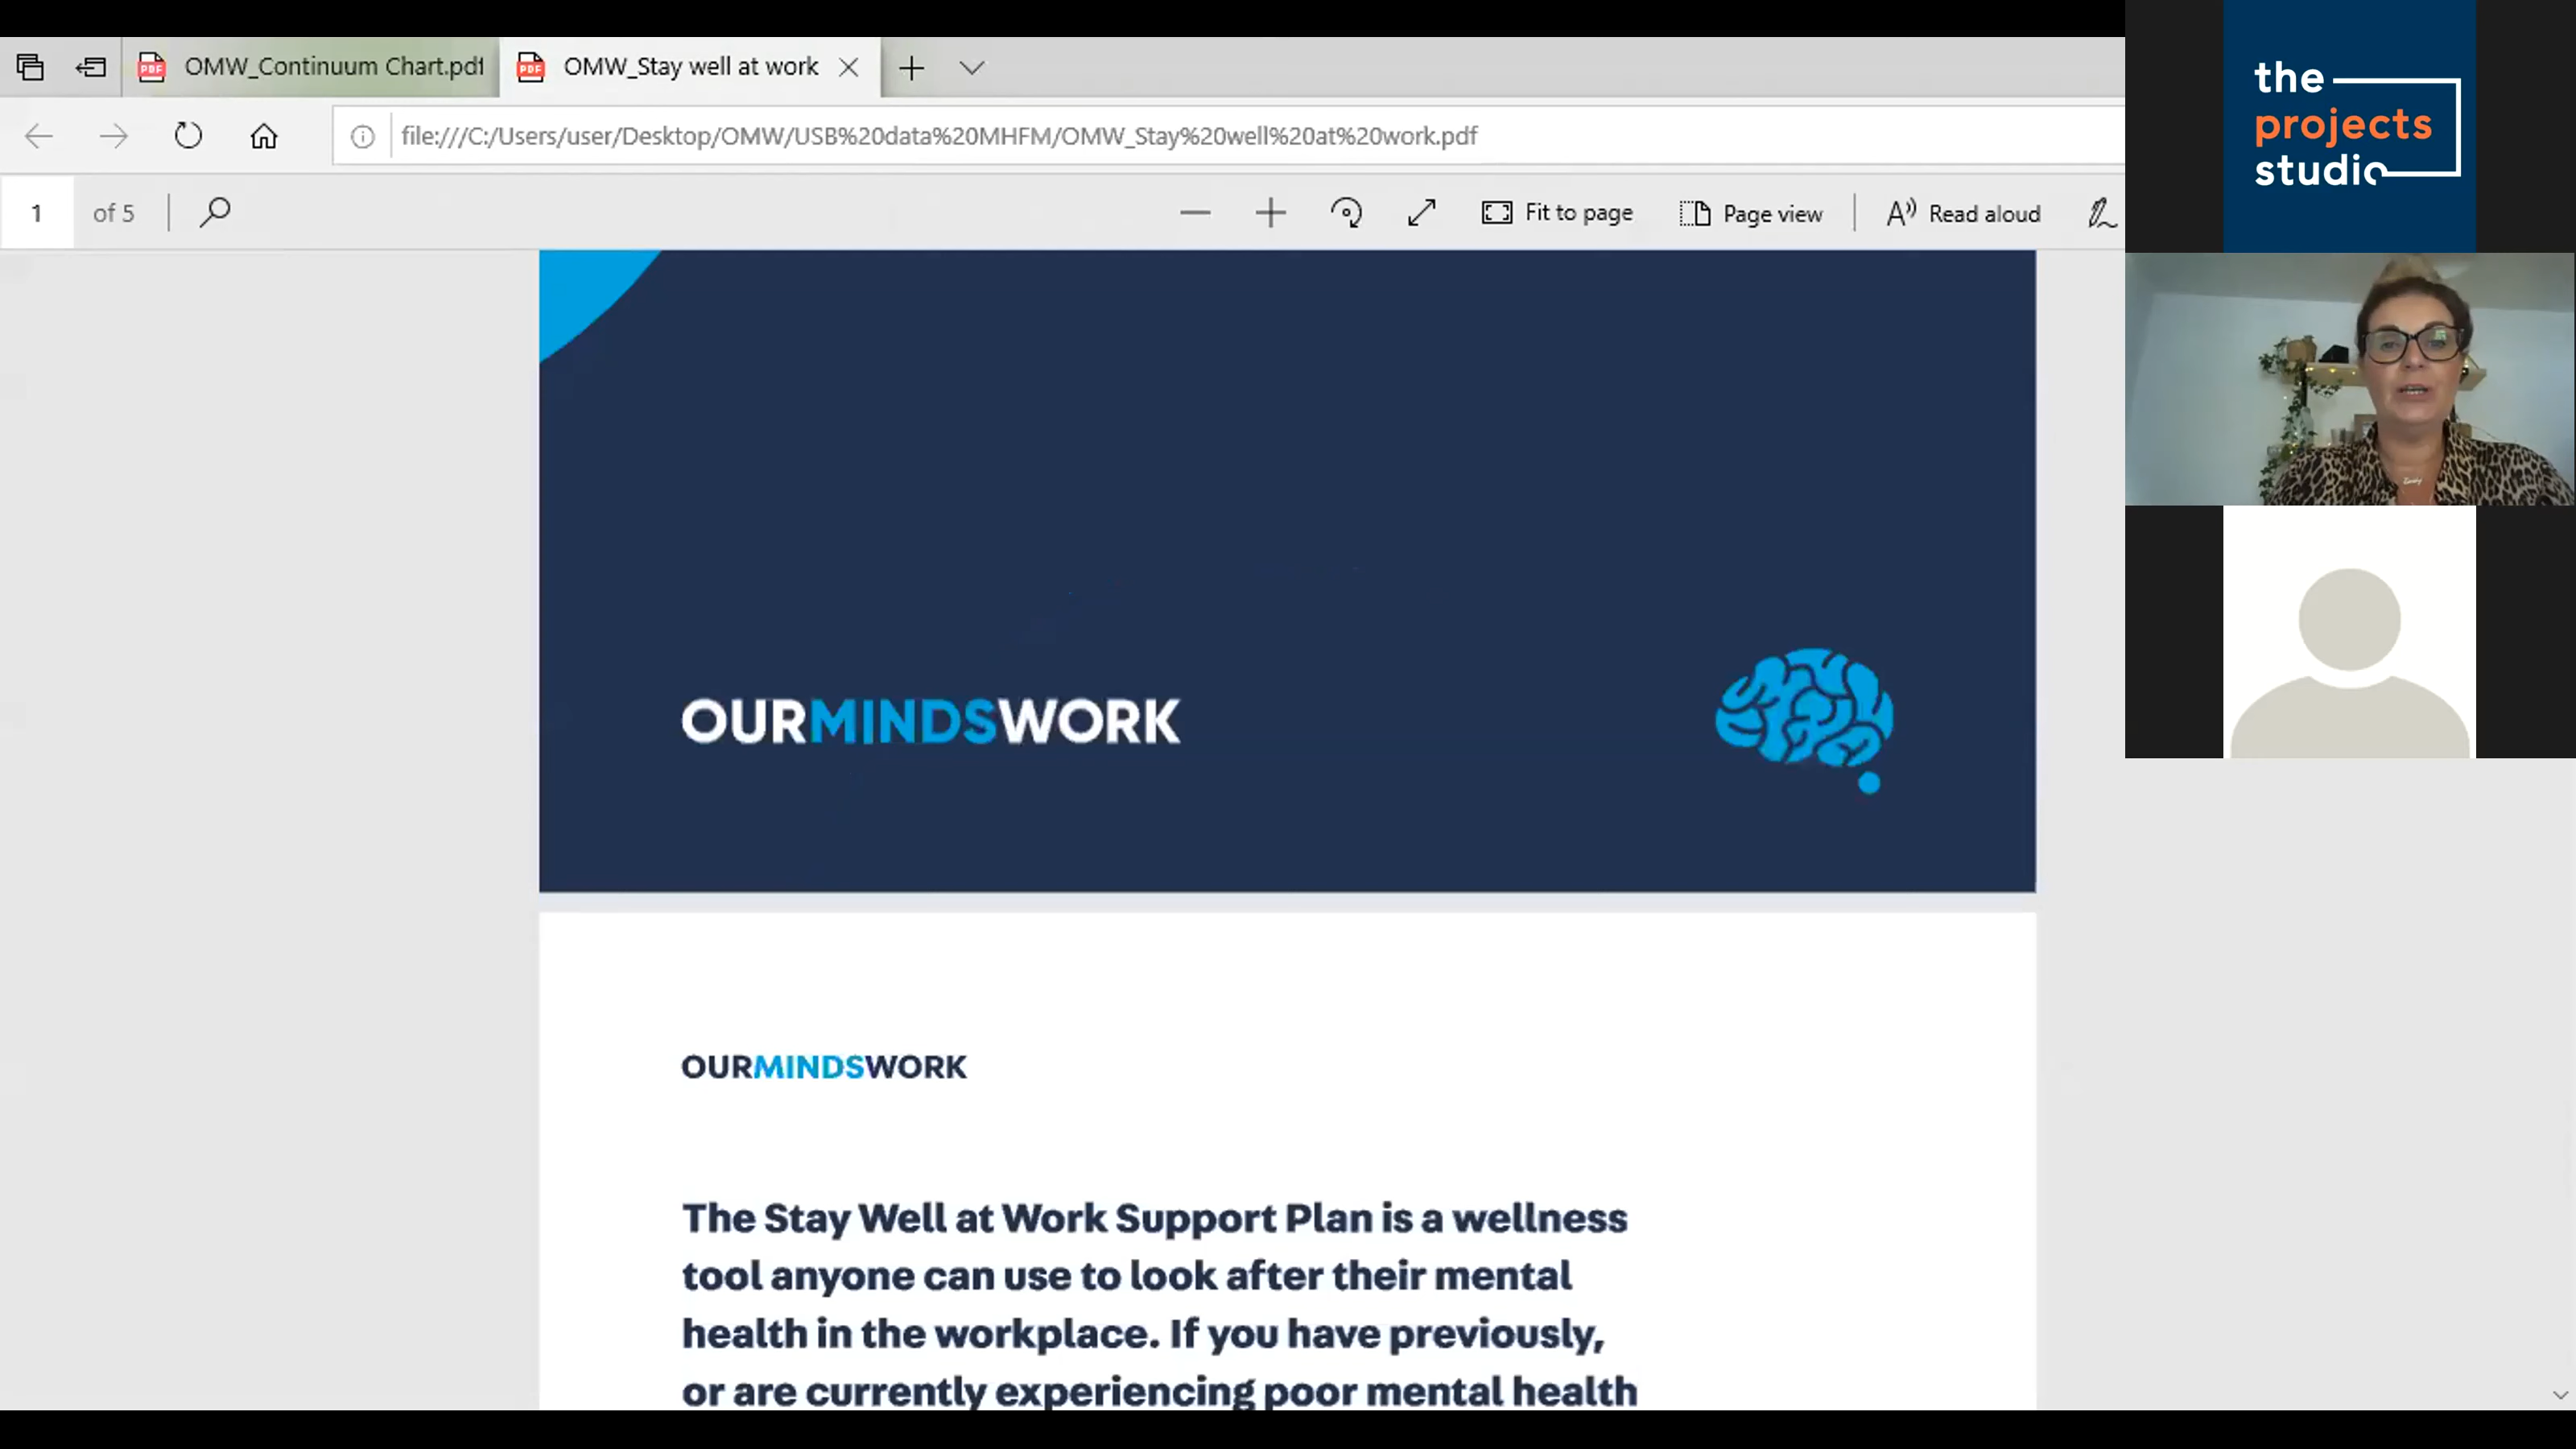 OMW_Continuum Chart.pdf
OMW_Stay well at work
file:///C:/Users/user/Desktop/OMW/USB%20data%20MHFM/OMW_Stay%20well%20at%20work.pdf
1 of 5
Fit to page
Page view
Read aloud
the
projects
studio
OURMINDSWORK
OURMINDSWORK
The Stay Well at Work Support Plan is a wellness
tool anyone can use to look after their mental
health in the workplace. If you have previously,
or are currently experiencing poor mental health